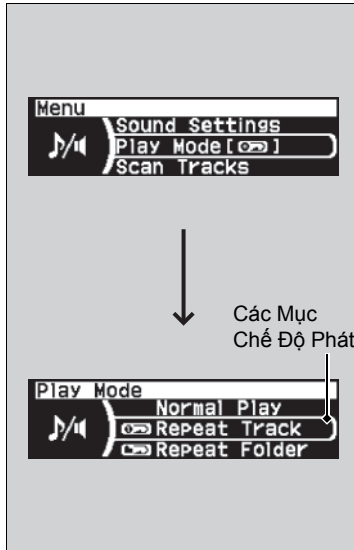 Menu
Sound Settings
Play Mode []
Scan Tracks
Các Mục
Chế Độ Phát
Play Mode
Normal Play
Repeat Track
Repeat Folder